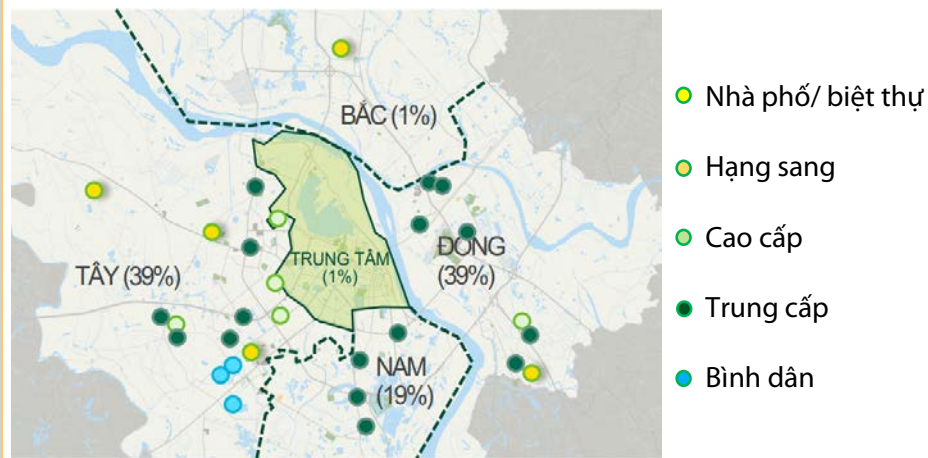 BẮC (1%)
TRUNG TÂM
(1%)
TÂY (39%)
ĐÔNG
(39%)
NAM
(19%)
Nhà phố/ biệt thự
Hạng sang
Cao cấp
Trung cấp
Bình dân